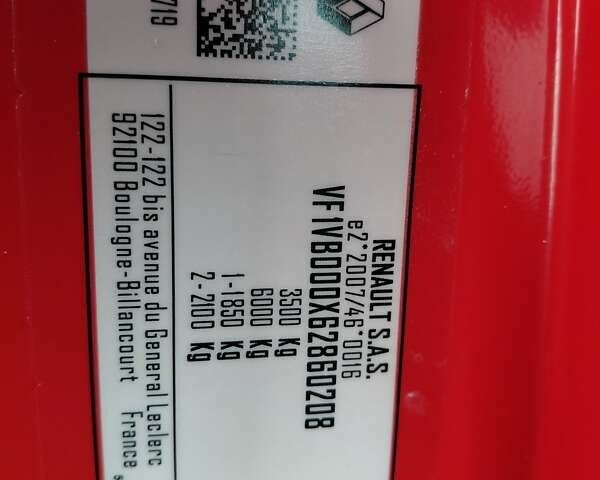 719
RENAULT S.A.S.
e2*2007/46*0016
VF1VB000X62860208
3500 Kg
6000 Kg
1-1850 Kg
2-2100 Kg
122-122 bis avenue du General Leclerc
92100 Boulogne-Billancourt France